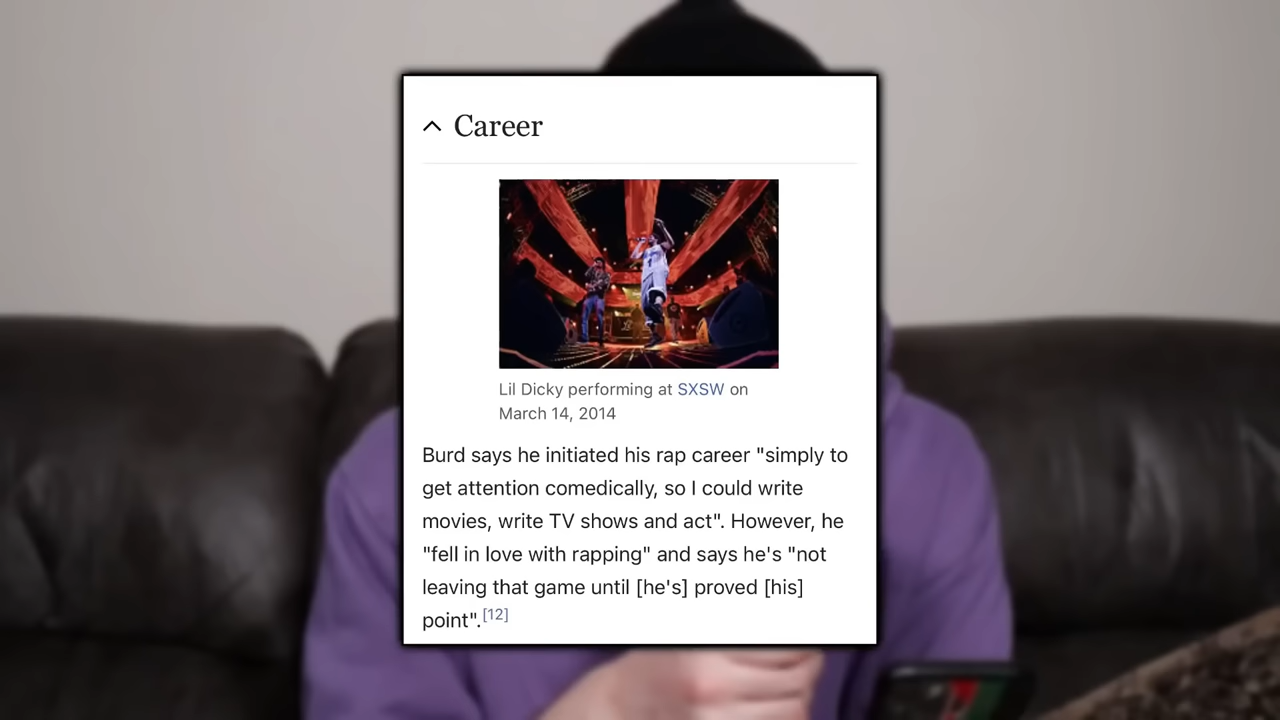 Career
Lil Dicky performing at SXSW on
March 14, 2014
Burd says he initiated his rap career "simply to
get attention comedically, so I could write
movies, write TV shows and act". However, he
"fell in love with rapping" and says he's "not
leaving that game until [he's] proved [his]
point".[12]